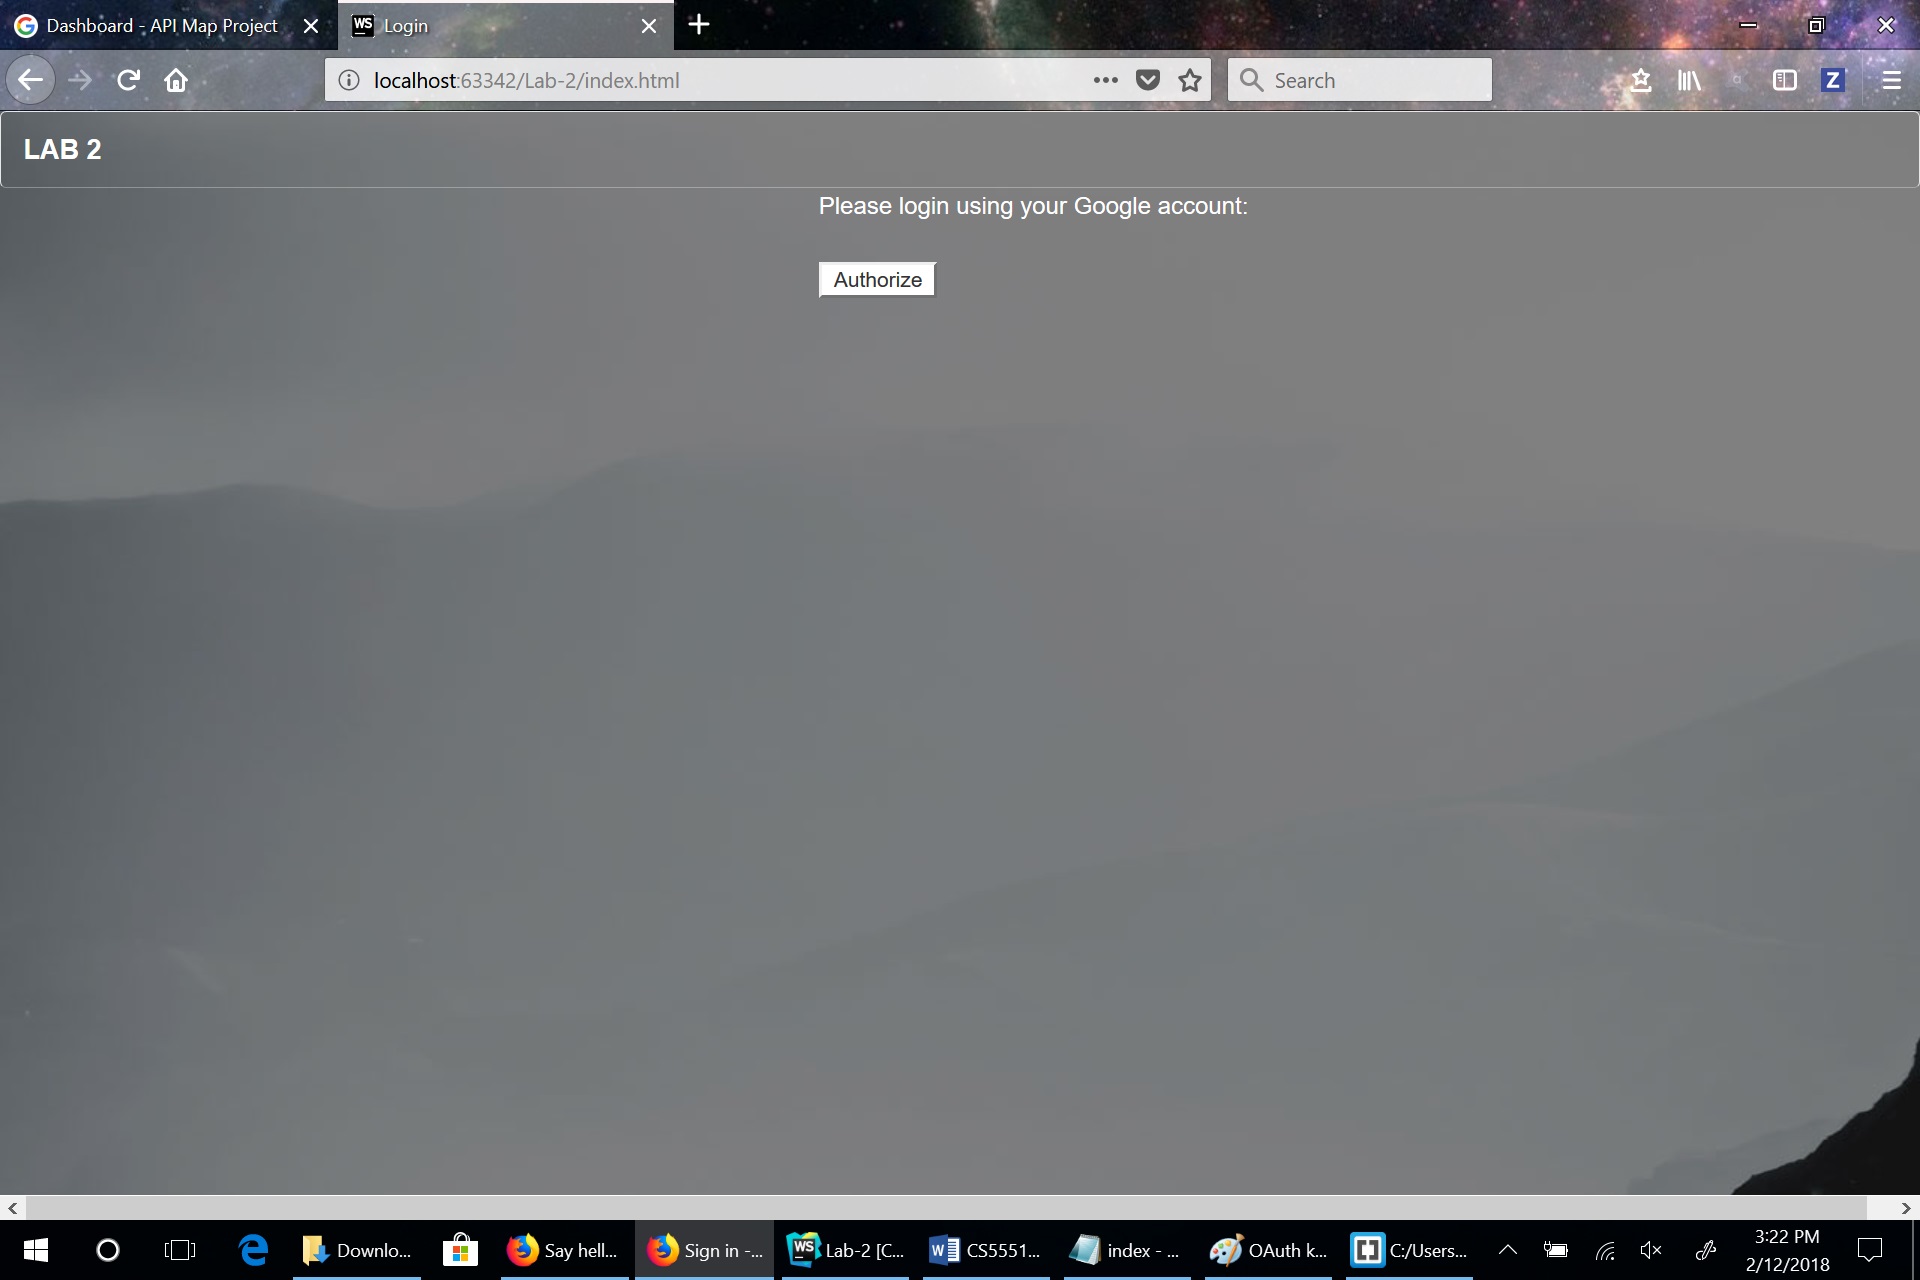 Dashboard - API Map Project
WS Login
localhost:63342/Lab-2/index.html
Search
Z
LAB 2
Please login using your Google account:
Authorize
Downlo...
Say hell...
Sign in -...
WS Lab-2 [C...
W CS5551...
index - ...
OAuth k...
C:/Users...
3:22 PM
2/12/2018